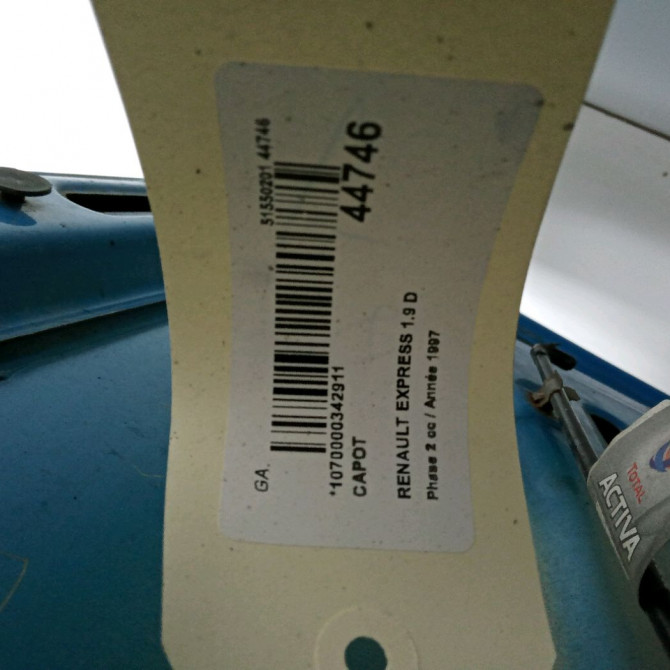 51550201 44746
44746
GA.
*1070000342911
CAPOT
RENAULT EXPRESS 1.9 D
Phase 2 cc / Année 1997
TOTAL
ACTIVA